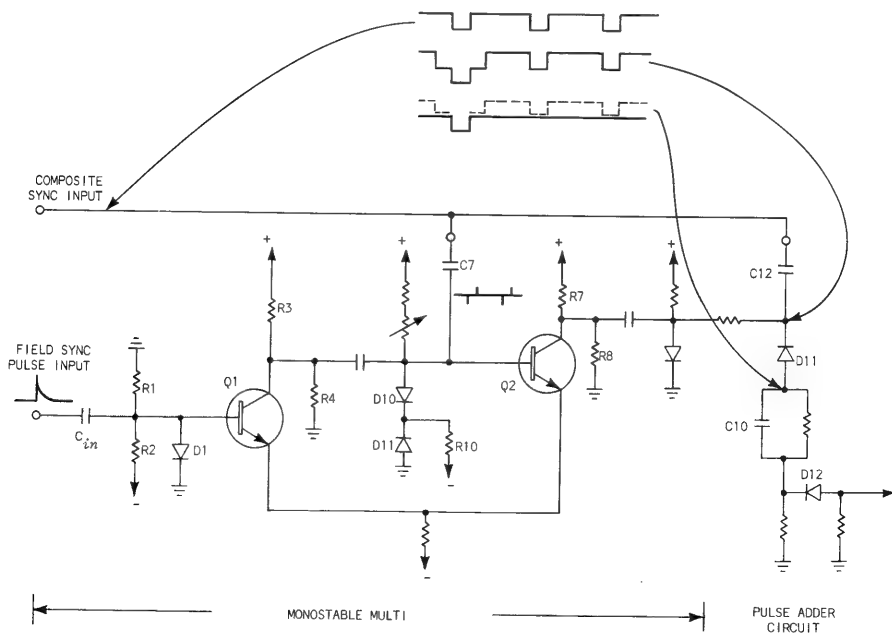 COMPOSITE
SYNC INPUT
+
+
+
+
C7
C12
R3
R7
FIELD SYNC
PULSE INPUT
Q1
Q2
R1
R4
R8
D10
D11
D11
Cin
R2
D1
R10
C10
D12
-
-
-
MONOSTABLE MULTI
PULSE ADDER
CIRCUIT